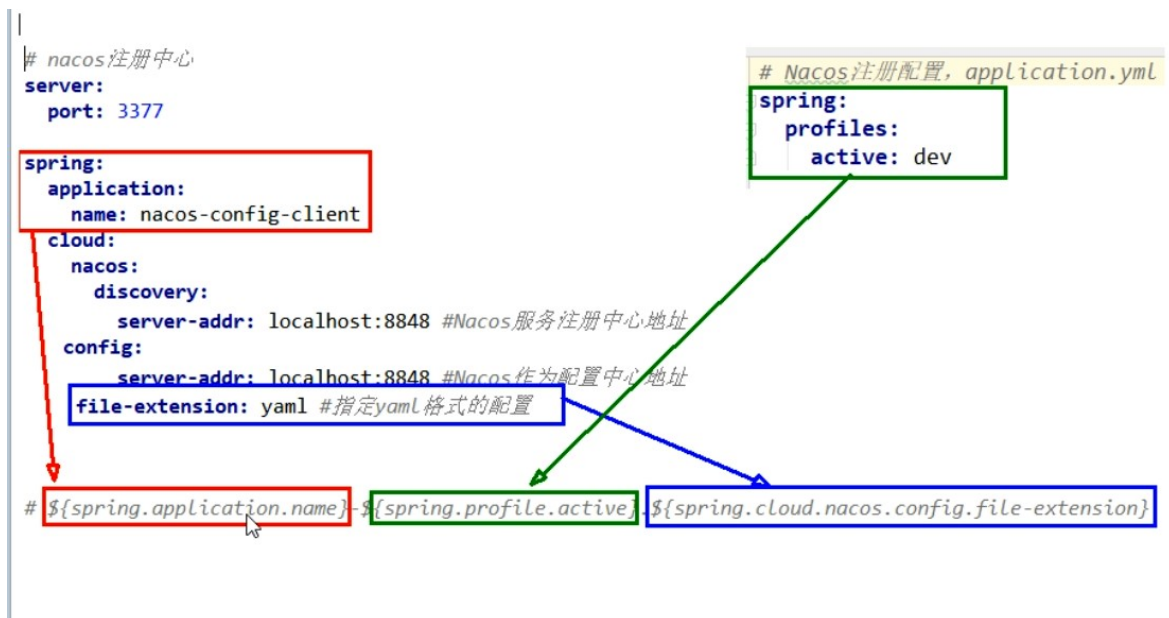 # nacos注册中心
server:
port: 3377
spring:
application:
name: nacos-config-client
cloud:
nacos:
discovery:
server-addr: localhost:8848 #Nacos服务注册中心地址
config:
server-addr: localhost:8848 #Nacos作为配置中心地址
file-extension: yaml #指定yaml格式的配置
# Nacos注册配置，application.yml
spring:
profiles:
active: dev
# ${spring.application.name}-${spring.profile.active}.${spring.cloud.nacos.config.file-extension}